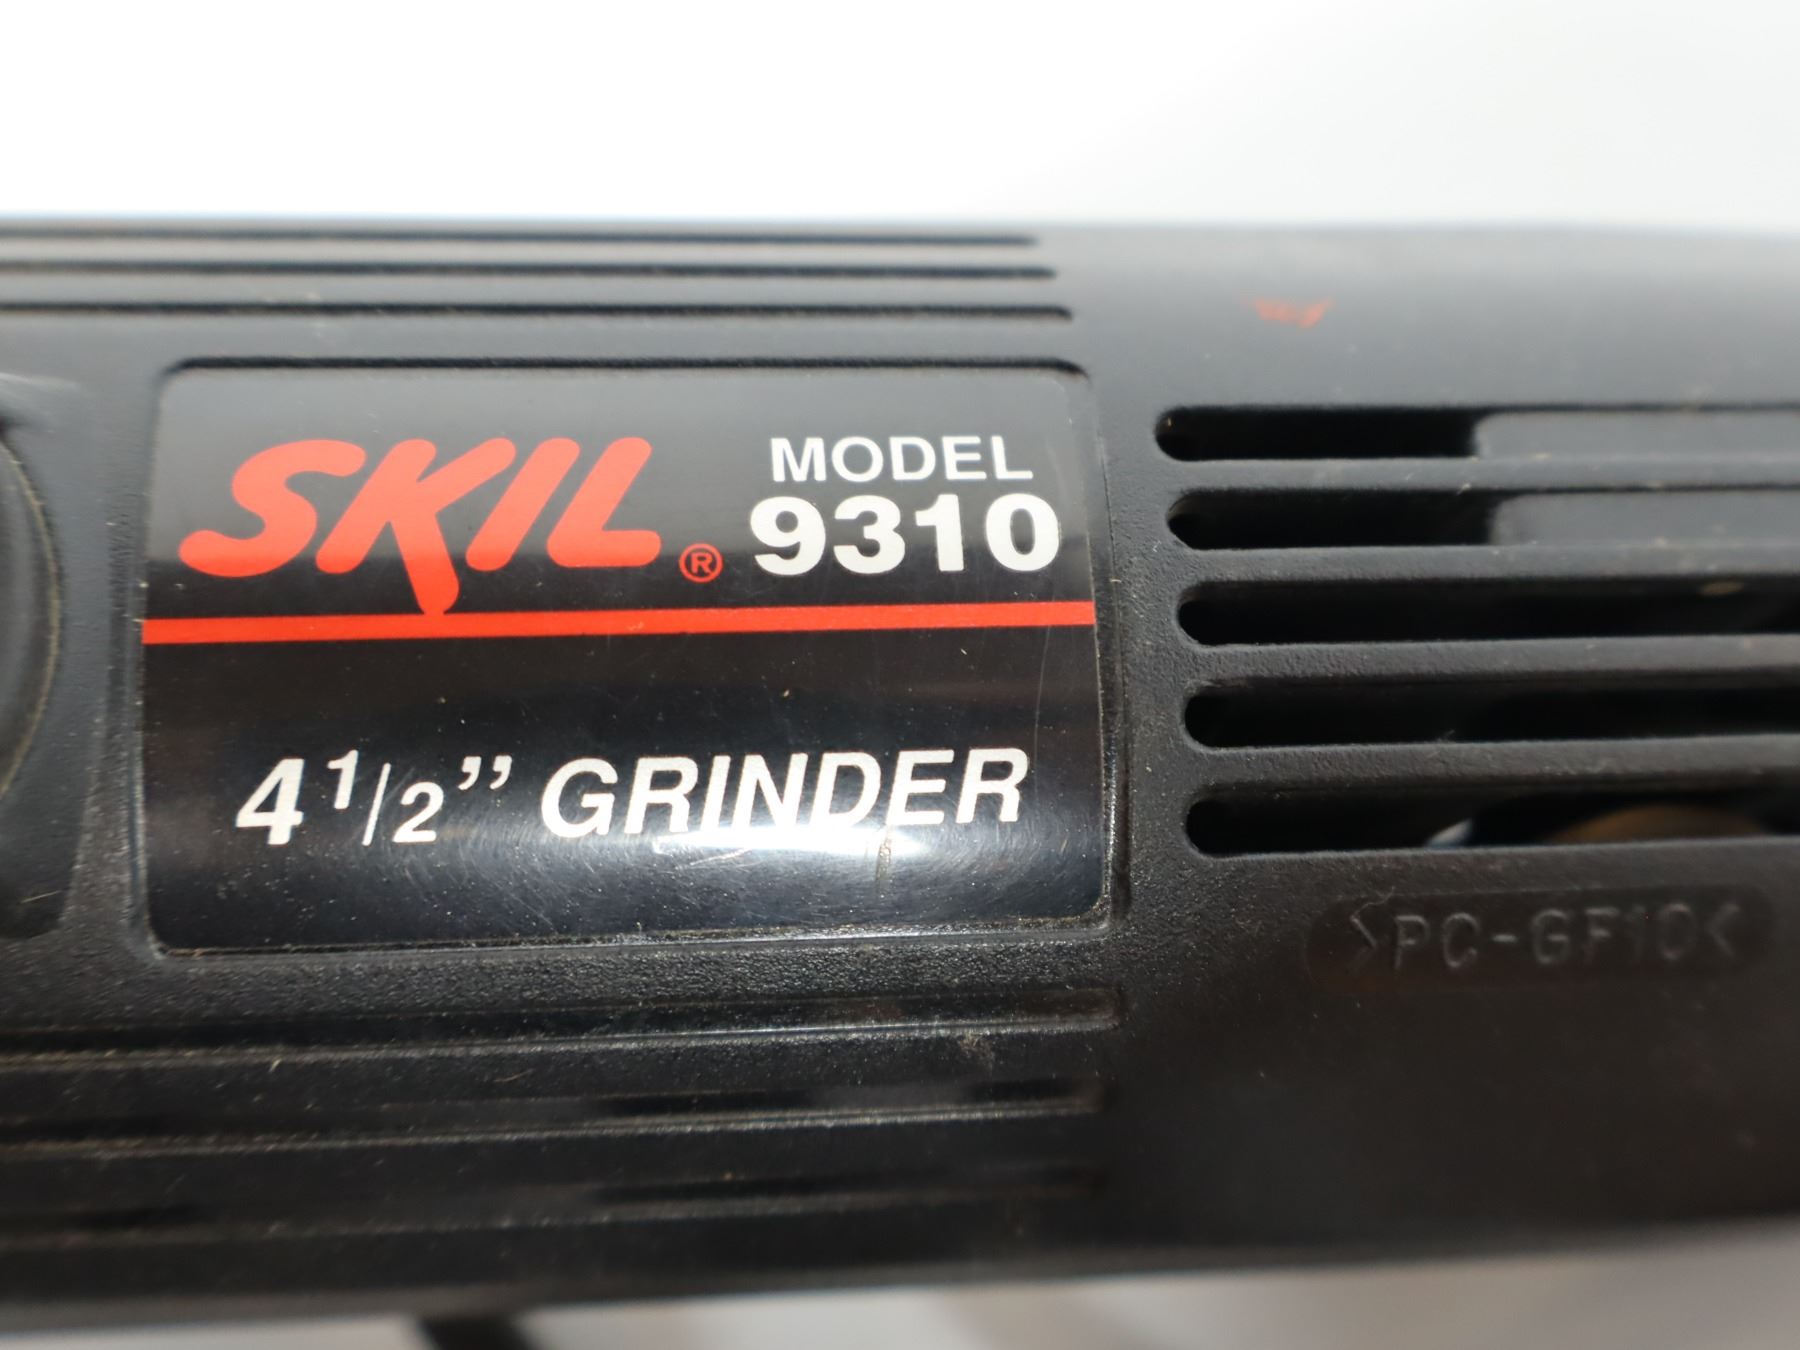 SKIL®
MODEL
9310
4 1/2" GRINDER
>PC-GF10<